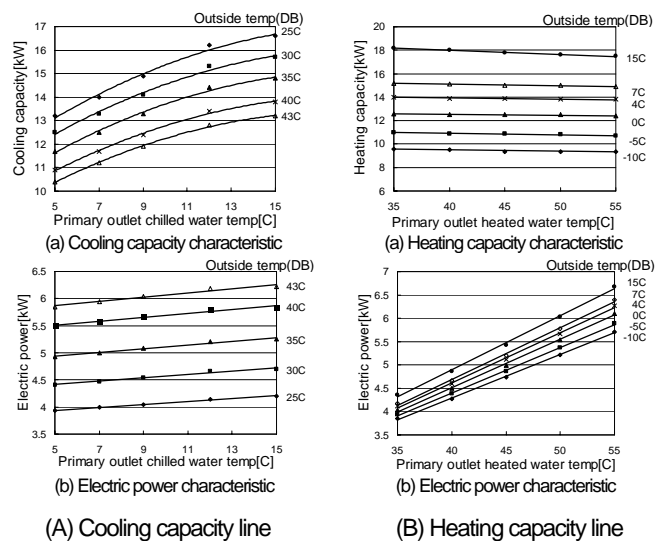 Outside temp(DB)
17
16
15
14
13
12
11
10
Cooling capacity[kW]
25C
30C
35C
40C
43C
5 7 9 11 13 15
Primary outlet chilled water temp[C]
(a) Cooling capacity characteristic
Outside temp(DB)
6.5
6
5.5
5
4.5
4
3.5
Electric power[kW]
43C
40C
35C
30C
25C
5 7 9 11 13 15
Primary outlet chilled water temp[C]
(b) Electric power characteristic
(A) Cooling capacity line
Outside temp(DB)
20
18
16
14
12
10
8
6
Heating capacity[kW]
15C
7C
4C
0C
-5C
-10C
35 40 45 50 55
Primary outlet heated water temp[C]
(a) Heating capacity characteristic
Outside temp(DB)
7
6.5
6
5.5
5
4.5
4
3.5
Electric power[kW]
15C
7C
4C
0C
-5C
-10C
35 40 45 50 55
Primary outlet heated water temp[C]
(b) Electric power characteristic
(B) Heating capacity line